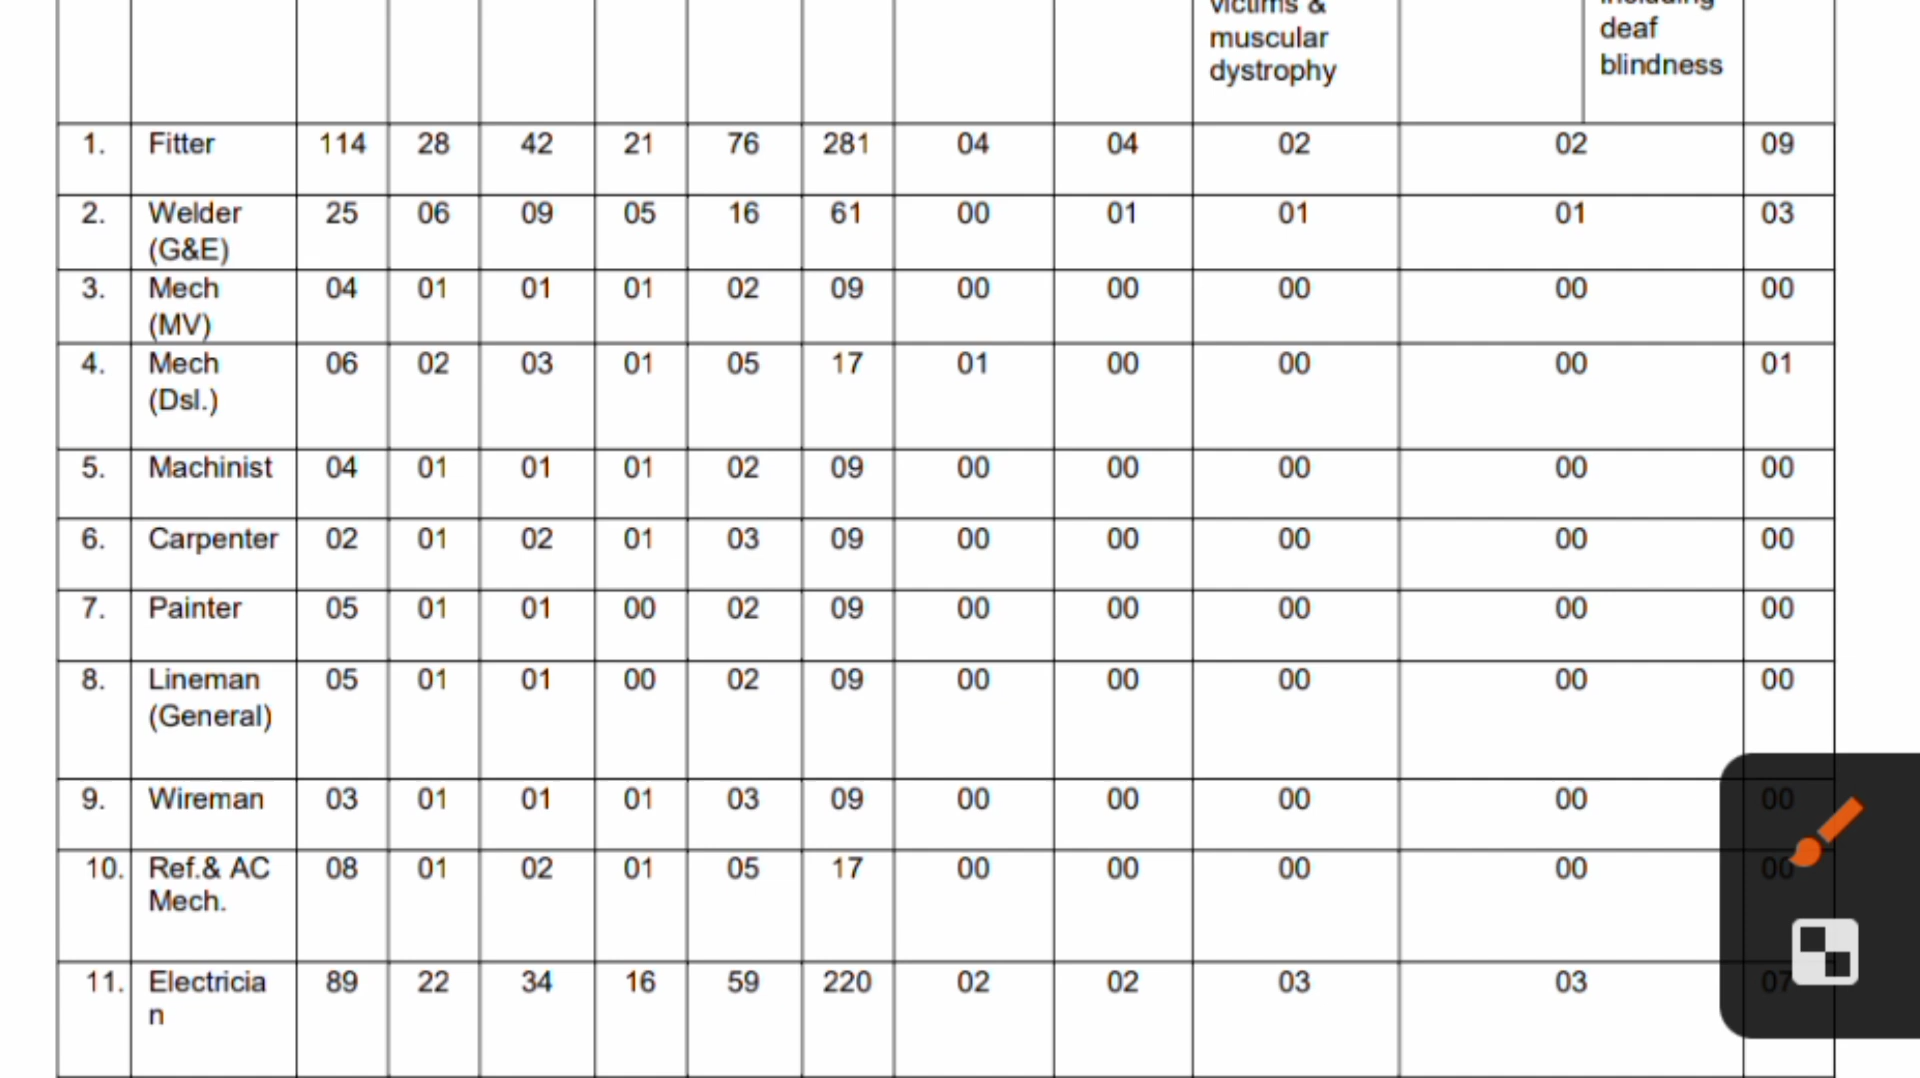 victims &
muscular
dystrophy
including
deaf
blindness
1. Fitter 114 28 42 21 76 281 04 04 02 02 09
2. Welder 25 06 09 05 16 61 00 01 01 01 03
(G&E)
3. Mech 04 01 01 01 02 09 00 00 00 00 00
(MV)
4. Mech 06 02 03 01 05 17 01 00 00 00 01
(Dsl.)
5. Machinist 04 01 01 01 02 09 00 00 00 00 00
6. Carpenter 02 01 02 01 03 09 00 00 00 00 00
7. Painter 05 01 01 00 02 09 00 00 00 00 00
8. Lineman 05 01 01 00 02 09 00 00 00 00 00
(General)
9. Wireman 03 01 01 01 03 09 00 00 00 00 00
10. Ref.& AC 08 01 02 01 05 17 00 00 00 00 00
Mech.
11. Electricia 89 22 34 16 59 220 02 02 03 03 07
n